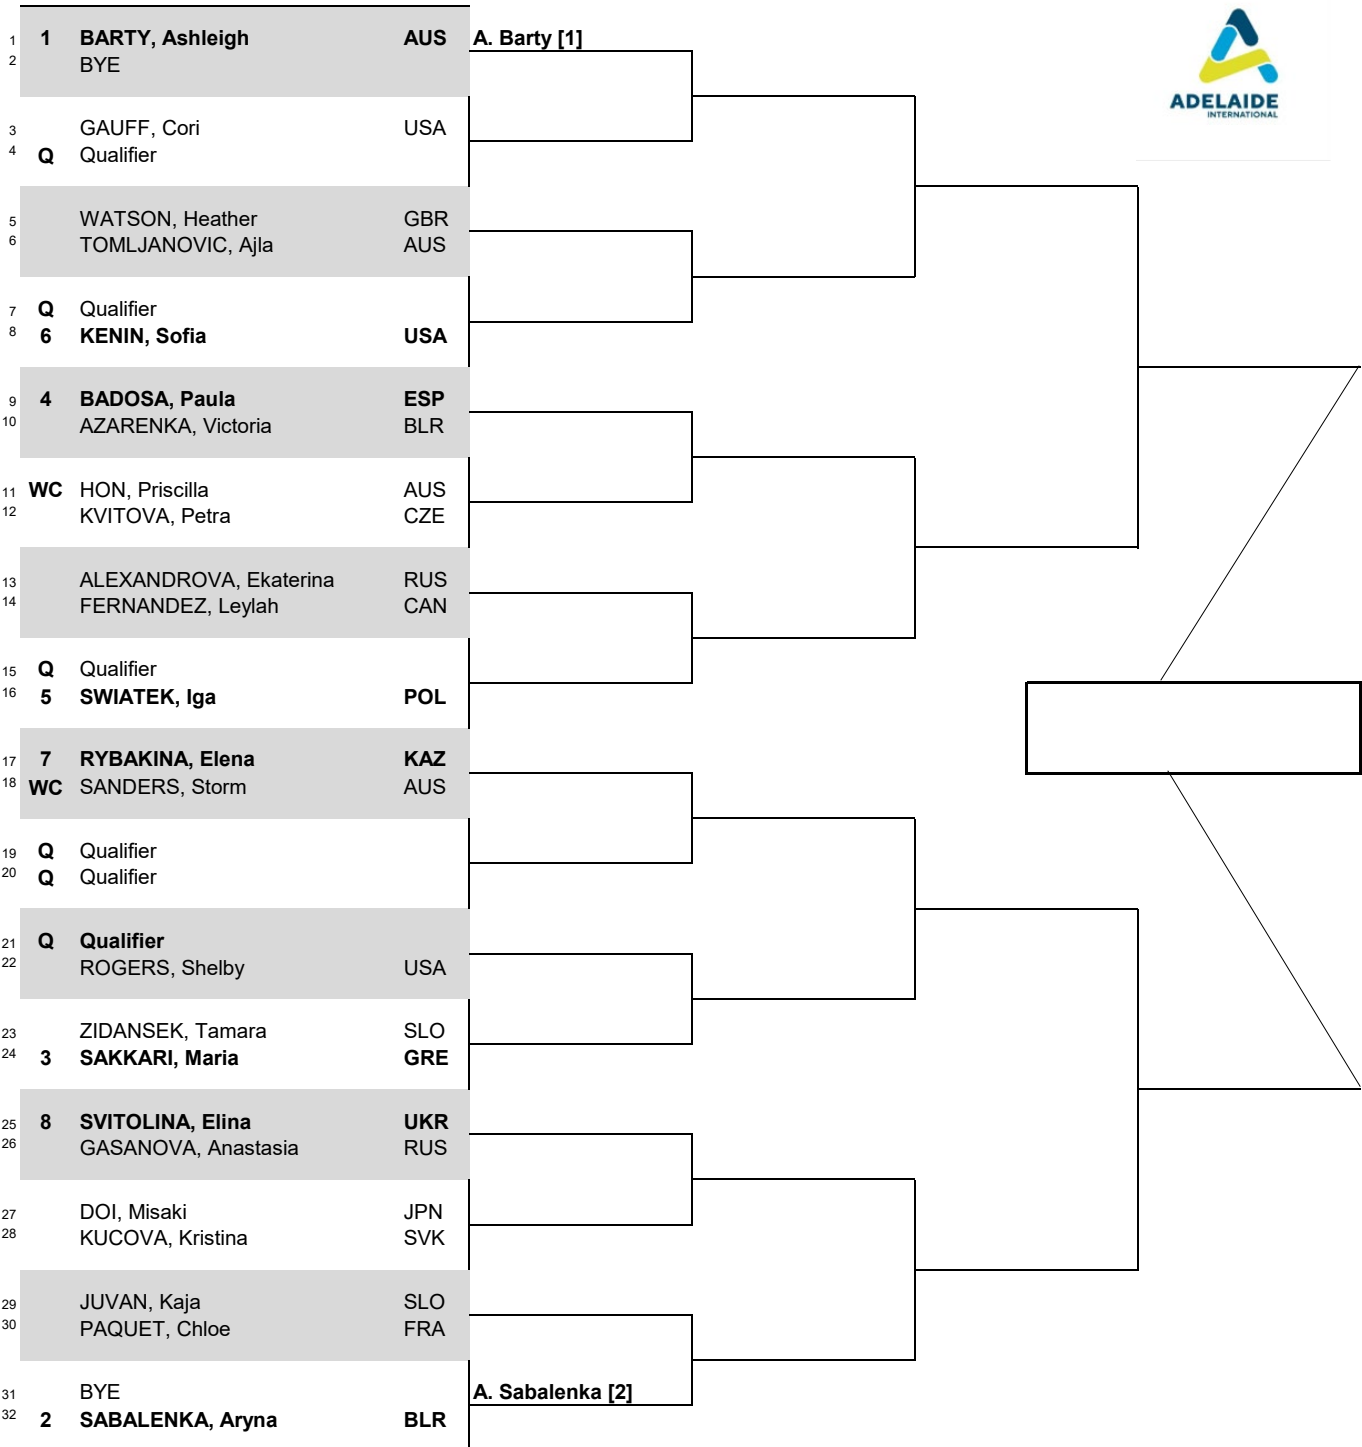 1 1 BARTY, Ashleigh AUS A. Barty [1]
2 BYE
ADELAIDE
INTERNATIONAL
3 GAUFF, Cori USA
4 Q Qualifier
5 WATSON, Heather GBR
6 TOMLJANOVIC, Ajla AUS
7 Q Qualifier
8 6 KENIN, Sofia USA
9 4 BADOSA, Paula ESP
10 AZARENKA, Victoria BLR
11 WC HON, Priscilla AUS
12 KVITOVA, Petra CZE
13 ALEXANDROVA, Ekaterina RUS
14 FERNANDEZ, Leylah CAN
15 Q Qualifier
16 5 SWIATEK, Iga POL
17 7 RYBAKINA, Elena KAZ
18 WC SANDERS, Storm AUS
19 Q Qualifier
20 Q Qualifier
21 Q Qualifier
22 ROGERS, Shelby USA
23 ZIDANSEK, Tamara SLO
24 3 SAKKARI, Maria GRE
25 8 SVITOLINA, Elina UKR
26 GASANOVA, Anastasia RUS
27 DOI, Misaki JPN
28 KUCOVA, Kristina SVK
29 JUVAN, Kaja SLO
30 PAQUET, Chloe FRA
31 BYE A. Sabalenka [2]
32 2 SABALENKA, Aryna BLR